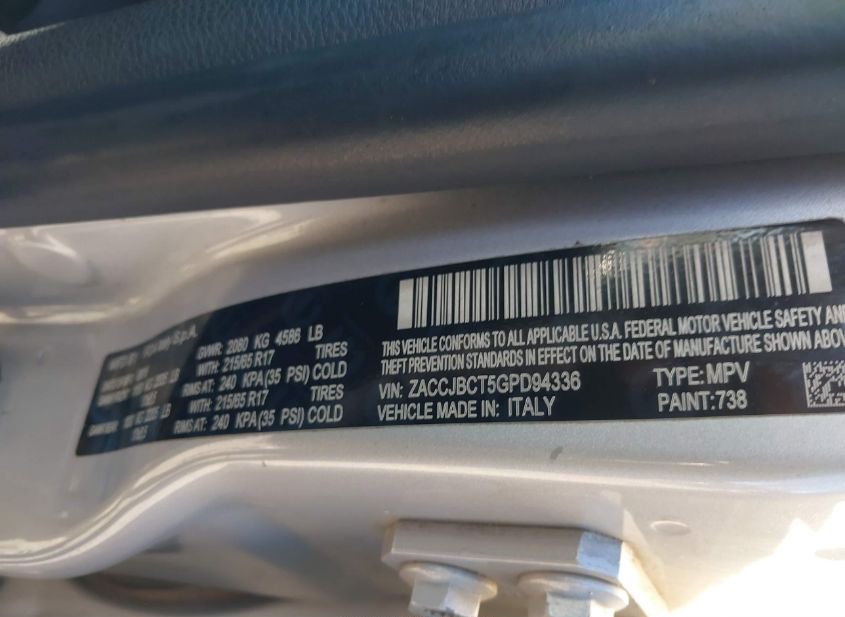 S.p.A.
GVWR: 2080 KG 4586 LB
WITH: 215/65 R17 TIRES
RIMS AT: 240 KPA(35 PSI) COLD
WITH: 215/65 R17 TIRES
RIMS AT: 240 KPA(35 PSI) COLD
THIS VEHICLE CONFORMS TO ALL APPLICABLE U.S.A. FEDERAL MOTOR VEHICLE SAFETY AND
THEFT PREVENTION STANDARDS IN EFFECT ON THE DATE OF MANUFACTURE SHOWN ABOV
VIN: ZACCJBCT5GPD94336 TYPE: MPV
VEHICLE MADE IN: ITALY PAINT: 738